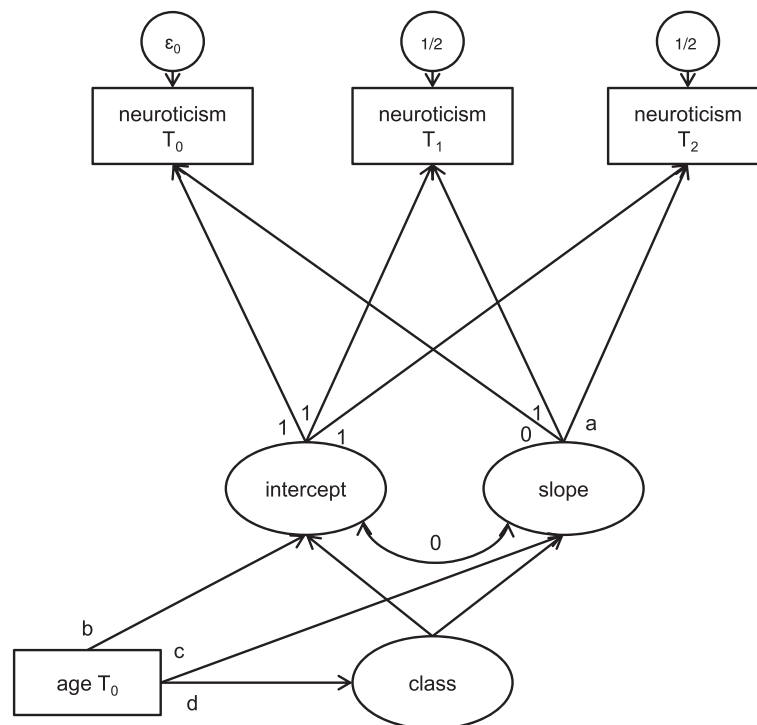 ε₀
1/2
1/2
neuroticism
T₀
neuroticism
T₁
neuroticism
T₂
1
1
1
0
1
a
intercept
slope
0
b
c
d
age T₀
class